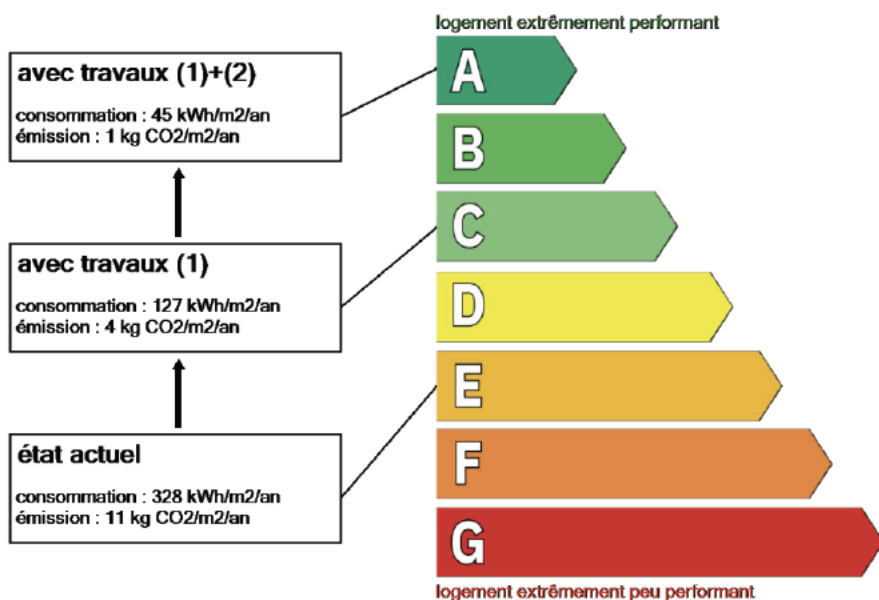 logement extrêmement performant
avec travaux (1)+(2)
consommation : 45 kWh/m2/an
émission : 1 kg CO2/m2/an
avec travaux (1)
consommation : 127 kWh/m2/an
émission : 4 kg CO2/m2/an
état actuel
consommation : 328 kWh/m2/an
émission : 11 kg CO2/m2/an
A
B
C
D
E
F
G
logement extrêmement peu performant